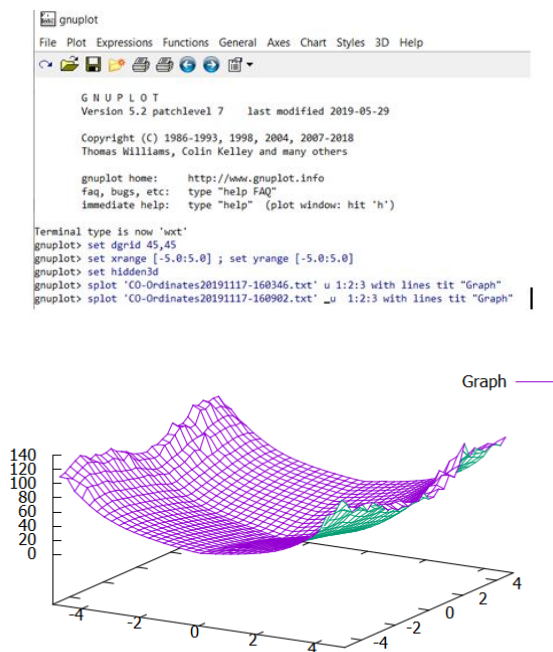 gnuplot
File Plot Expressions Functions General Axes Chart Styles 3D Help
G N U P L O T
Version 5.2 patchlevel 7 last modified 2019-05-29
Copyright (C) 1986-1993, 1998, 2004, 2007-2018
Thomas Williams, Colin Kelley and many others
gnuplot home: http://www.gnuplot.info
faq, bugs, etc: type "help FAQ"
immediate help: type "help" (plot window: hit 'h')
Terminal type is now 'wxt'
gnuplot> set dgrid 45,45
gnuplot> set xrange [-5.0:5.0] ; set yrange [-5.0:5.0]
gnuplot> set hidden3d
gnuplot> splot 'CO-Ordinates20191117-160346.txt' u 1:2:3 with lines tit "Graph"
gnuplot> splot 'CO-Ordinates20191117-160902.txt' _u 1:2:3 with lines tit "Graph"
Graph
140
120
100
80
60
40
20
0
-4
-2
0
2
4
-4
-2
0
2
4